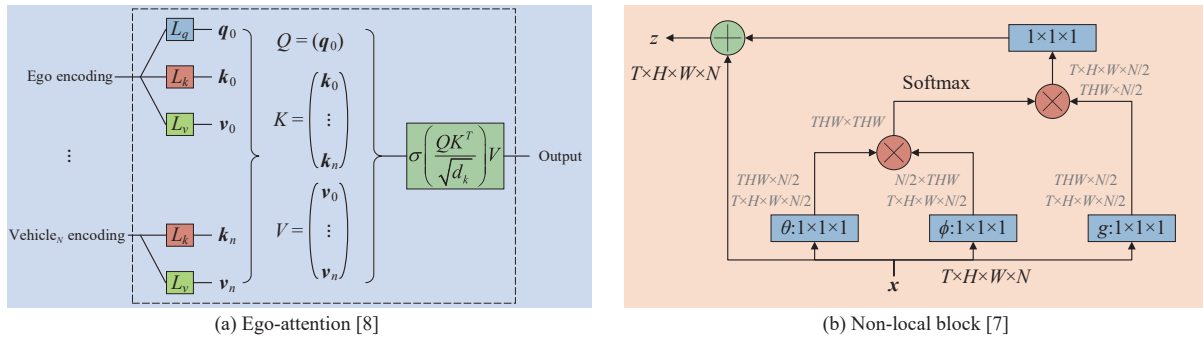 Ego encoding
L_q
q_0
L_k
k_0
L_v
v_0
⋮
Vehicle_N encoding
L_k
k_n
L_v
v_n
Q = (q_0)
K = (k_0 ⋮ k_n)
V = (v_0 ⋮ v_n)
σ(QK^T / √d_k)V
Output
(a) Ego-attention [8]
z
+
1×1×1
T×H×W×N
T×H×W×N/2
THW×N/2
Softmax
×
THW×THW
×
THW×N/2
T×H×W×N/2
N/2×THW
T×H×W×N/2
THW×N/2
T×H×W×N/2
θ:1×1×1
ϕ:1×1×1
g:1×1×1
x
T×H×W×N
(b) Non-local block [7]